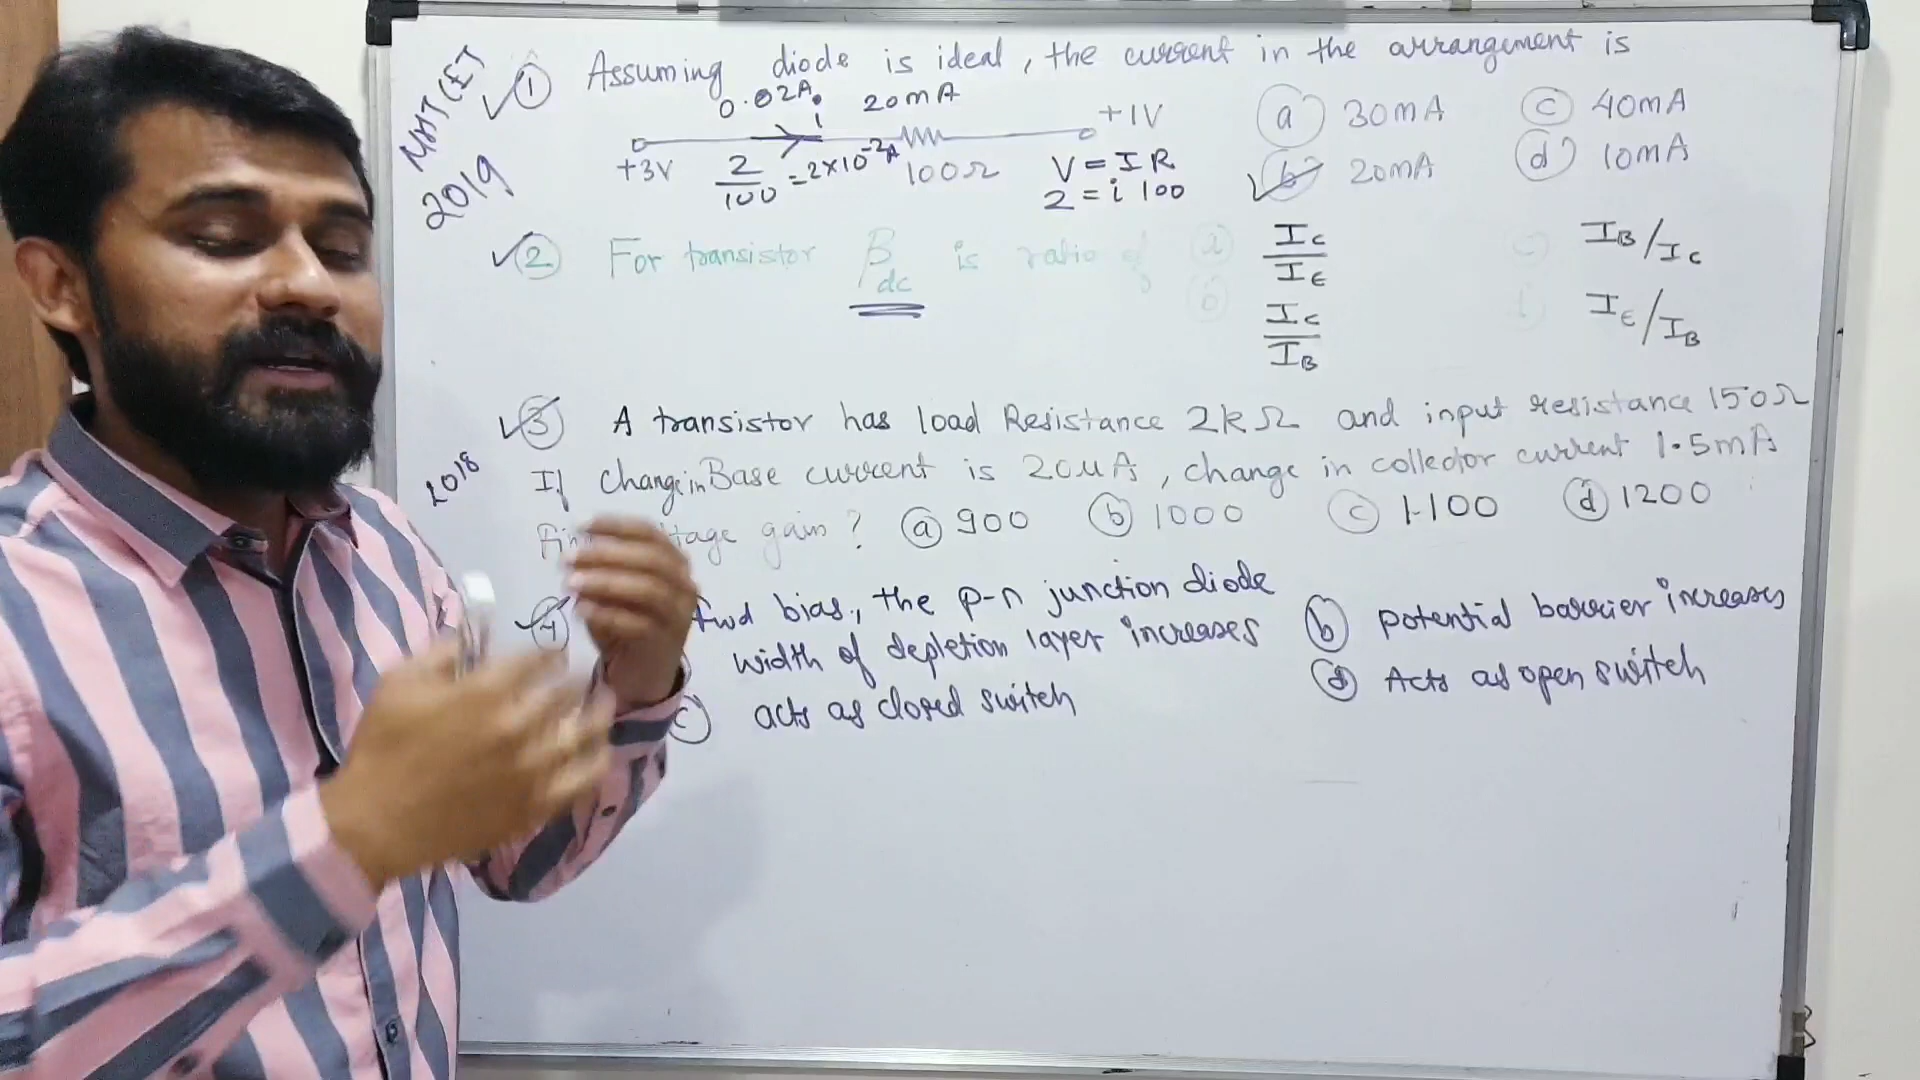 MHT CET
2019
1 Assuming diode is ideal, the current in the arrangement is
0.02A i 20mA
+3V 100Ω +1V
2/100 = 2×10⁻²A
V = IR
2 = i 100
a 30mA c 40mA
b 20mA d 10mA
2 For transistor βdc is ratio of
a IC/IE c IB/IC
b IC/IB d IE/IB
2018
3 A transistor has load Resistance 2kΩ and input resistance 150Ω
If change in Base current is 20μA, change in collector current 1.5mA
gain? a 900 b 1000 c 1100 d 1200
4 fwd bias, the p-n junction diode
width of depletion layer increases b potential barrier increases
c acts as closed switch d Acts as open switch